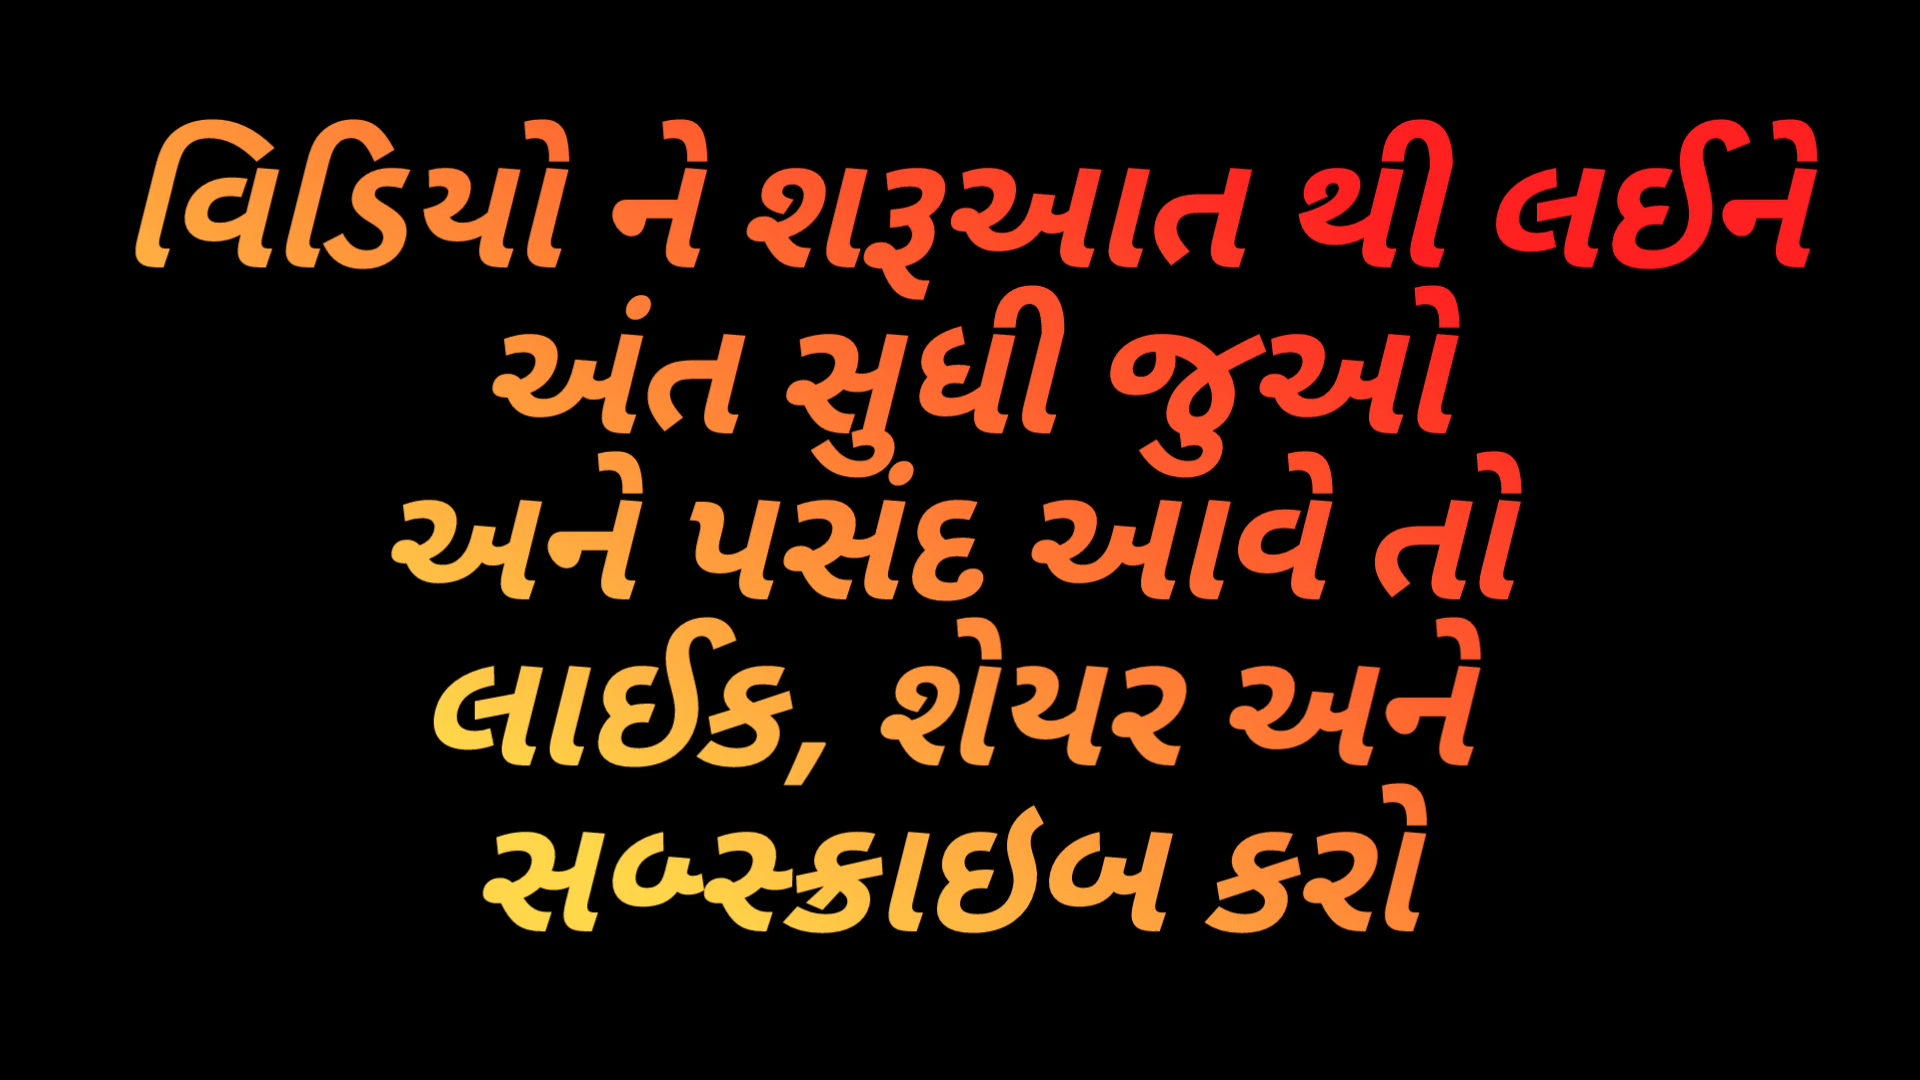 વિડિયો ને શરૂઆત થી લઈને
અંત સુધી જુઓ
અને પસંદ આવે તો
લાઈક, શેયર અને
સબ્સ્ક્રાઇબ કરો